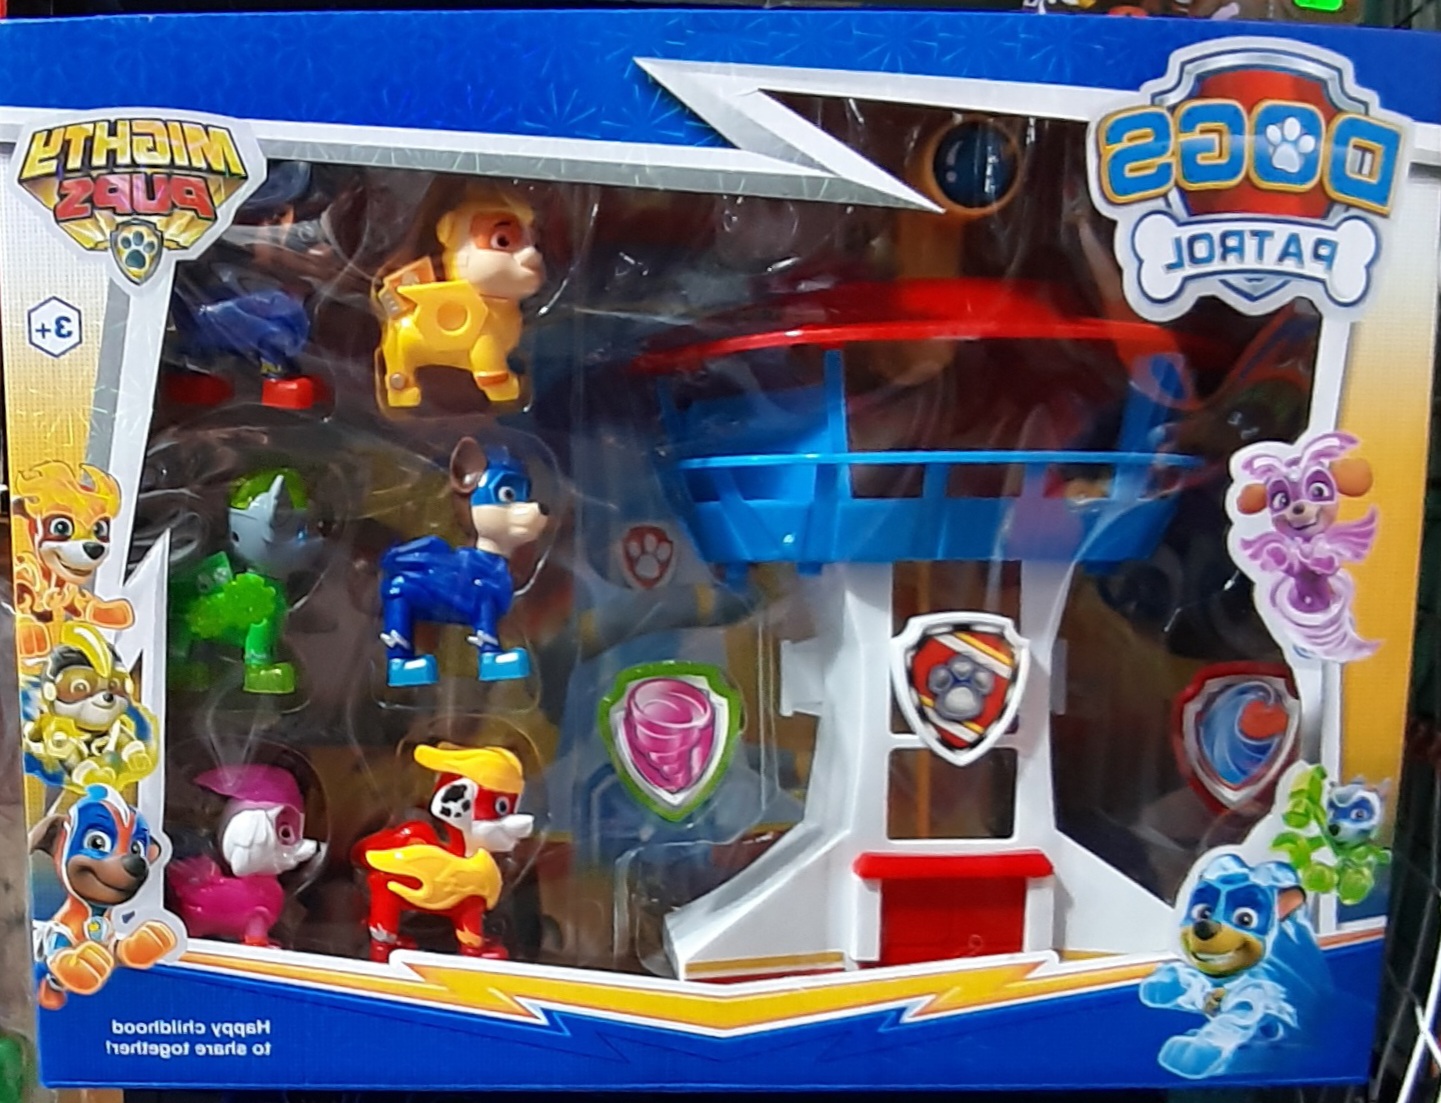 MIGHTY
PUPS
3+
DOGS
PATROL
Happy childhood
to share together!